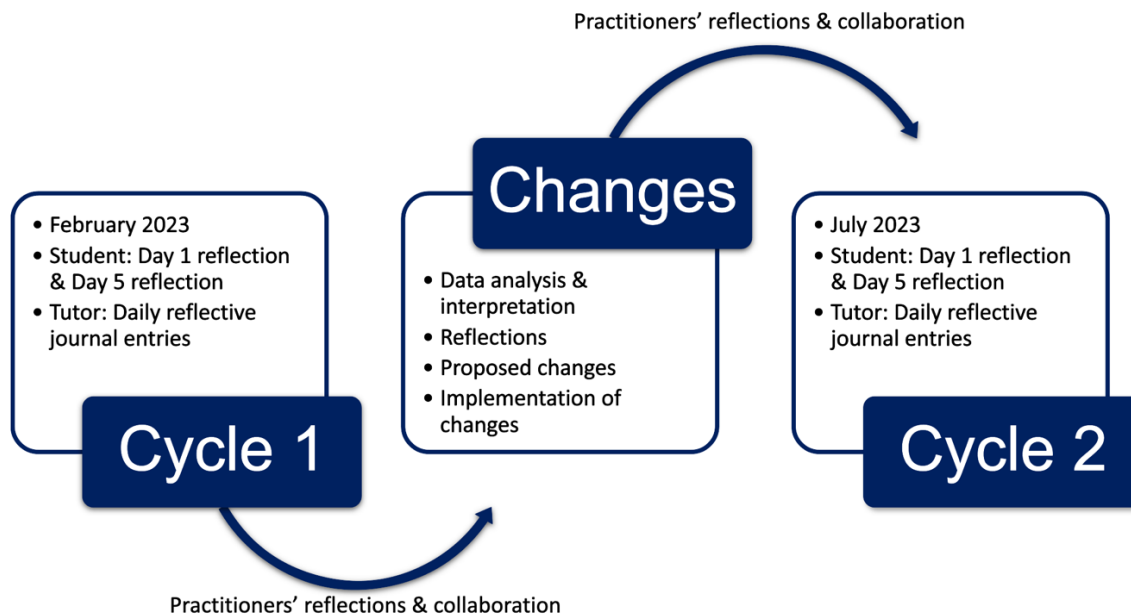 Practitioners’ reflections & collaboration
• February 2023
• Student: Day 1 reflection
& Day 5 reflection
• Tutor: Daily reflective
journal entries
Cycle 1
Practitioners’ reflections & collaboration
Changes
• Data analysis &
interpretation
• Reflections
• Proposed changes
• Implementation of
changes
• July 2023
• Student: Day 1 reflection
& Day 5 reflection
• Tutor: Daily reflective
journal entries
Cycle 2